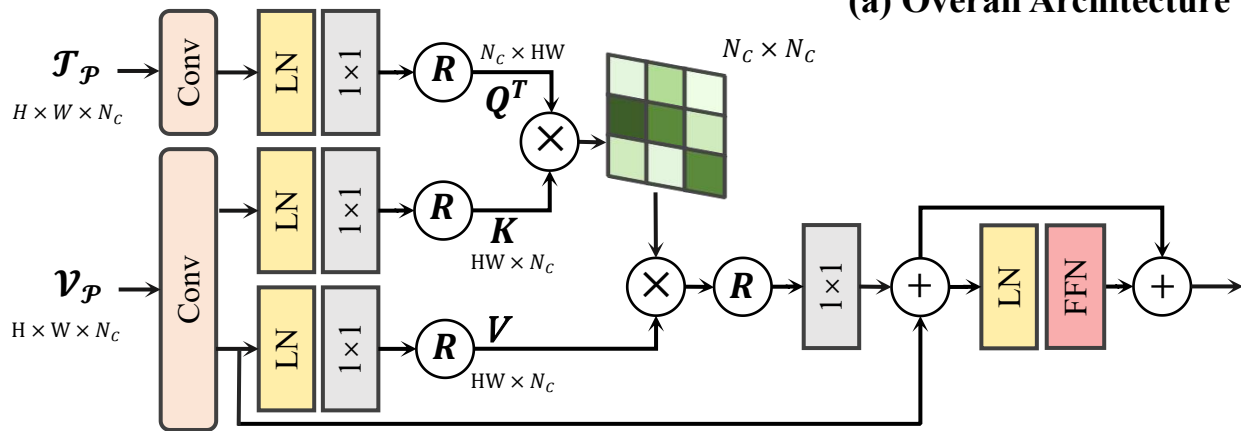 (a) Overall Architecture
𝒯_𝒫
H × W × N_C
Conv
LN
1×1
R
N_C × HW
Q^T
×
N_C × N_C
LN
1×1
R
K
HW × N_C
𝒱_𝒫
H × W × N_C
Conv
LN
1×1
R
V
HW × N_C
×
R
1×1
+
LN
FFN
+